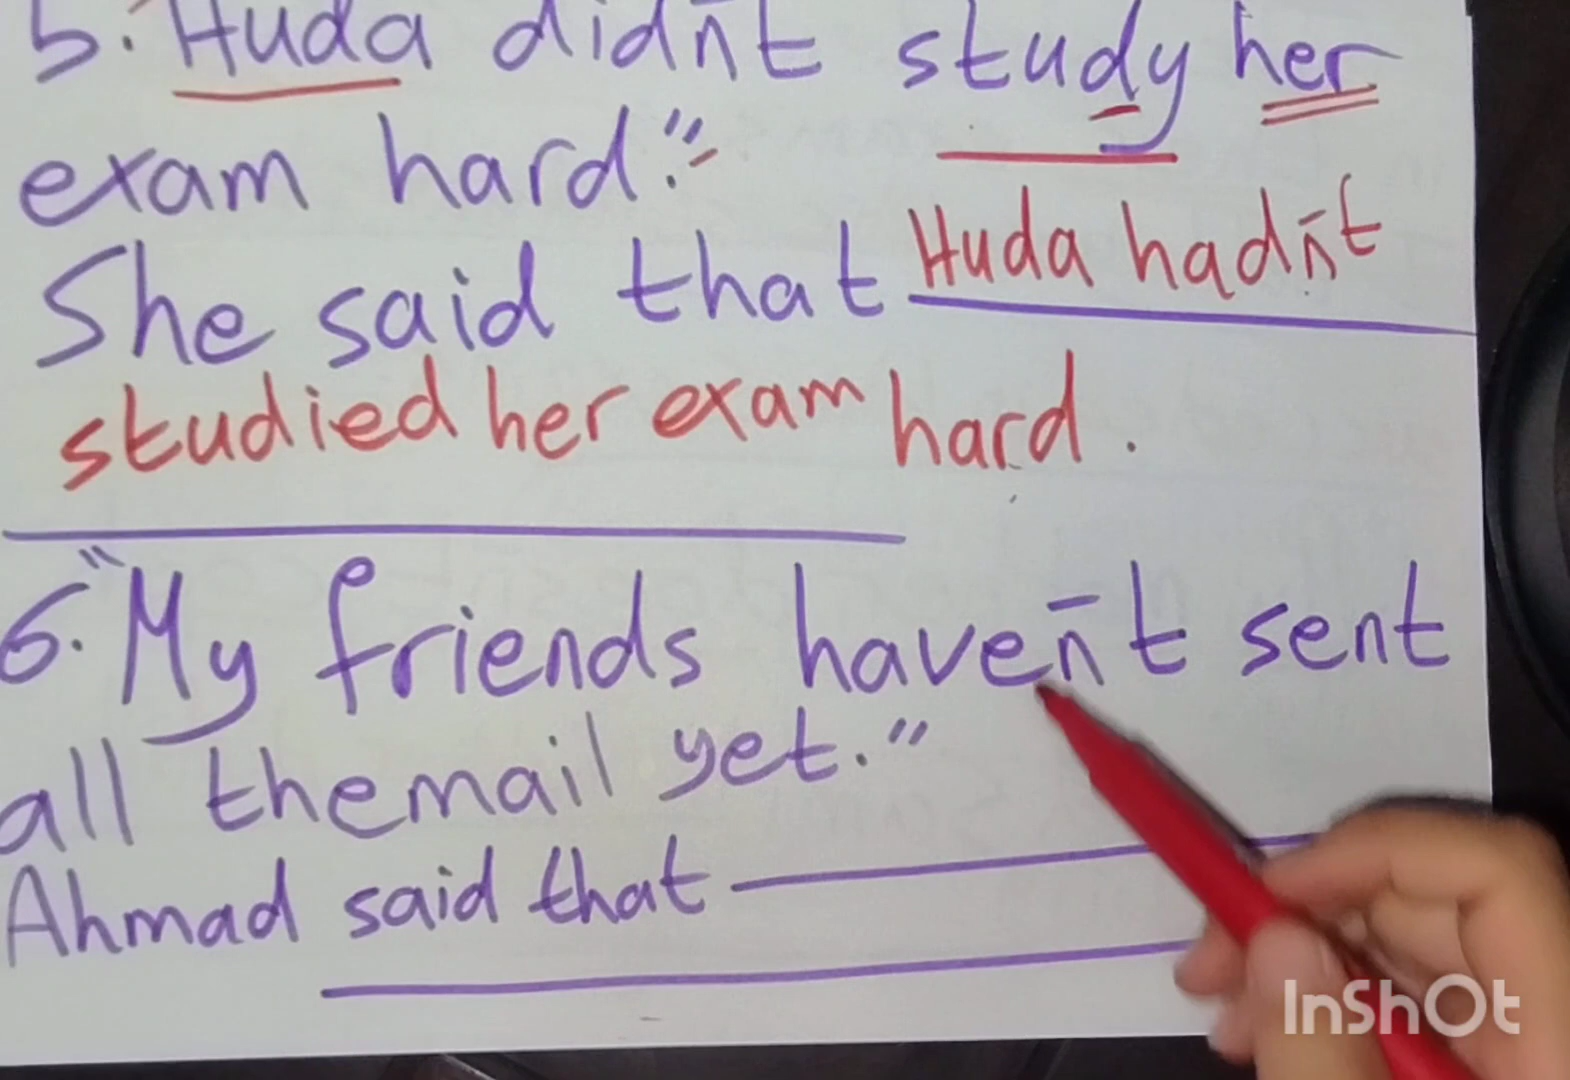 5. Huda didn't study her
exam hard."
She said that Huda hadn't
studied her exam hard.
6. "My friends haven't sent
all the mail yet."
Ahmad said that
InShOt